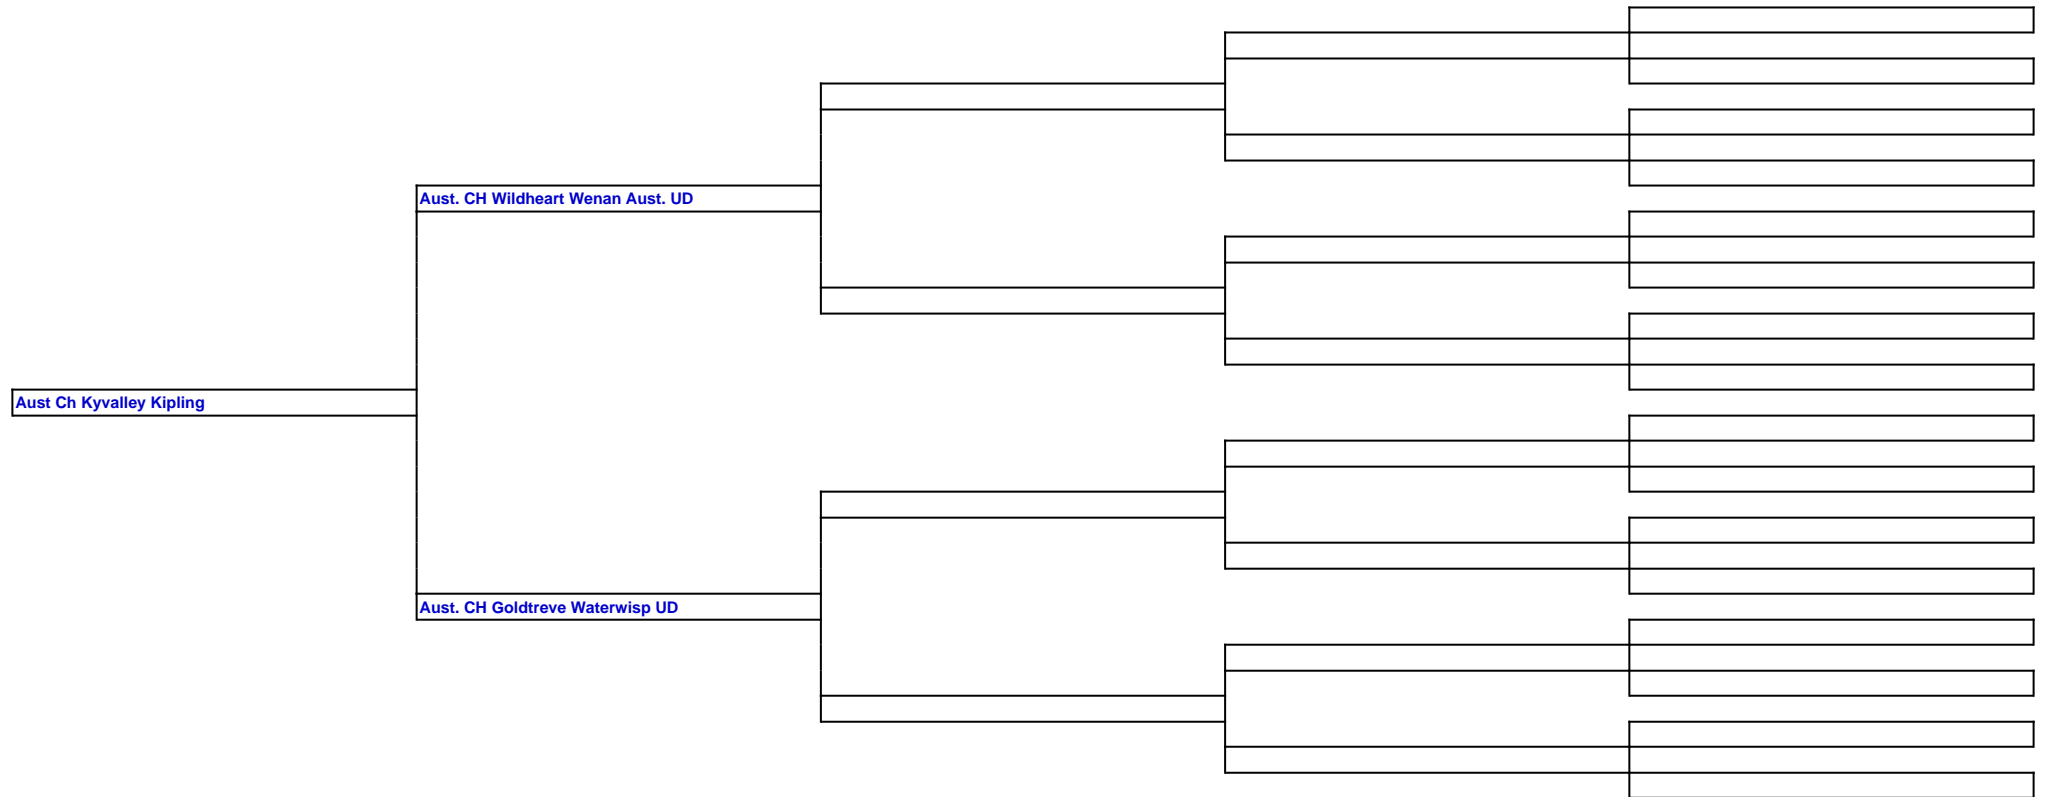 Aust. CH Wildheart Wenan Aust. UD
Aust Ch Kyvalley Kipling
Aust. CH Goldtreve Waterwisp UD